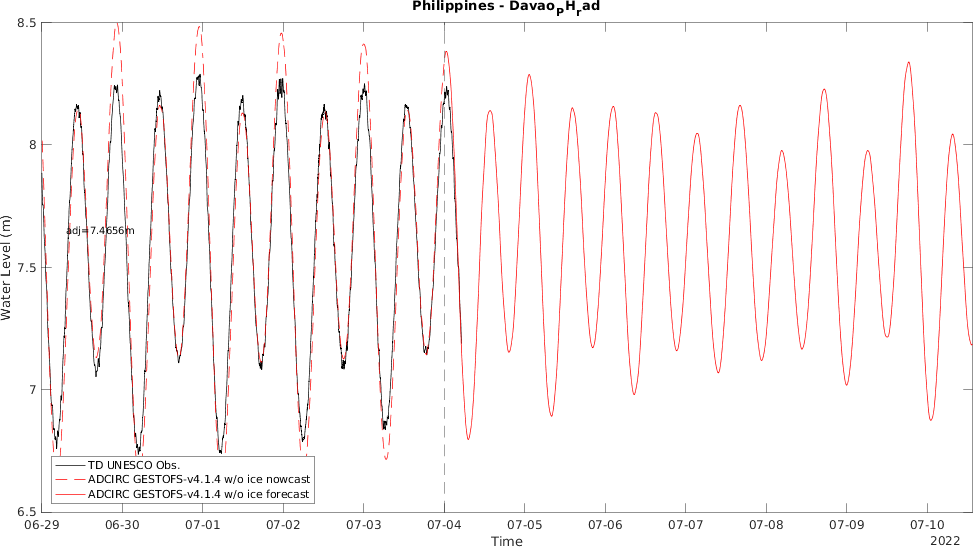 Philippines - DavaopHrad
8.5
8
7.5
7
6.5
Water Level (m)
adj=7.4656m
TD UNESCO Obs.
ADCIRC GESTOFS-v4.1.4 w/o ice nowcast
ADCIRC GESTOFS-v4.1.4 w/o ice forecast
06-29 06-30 07-01 07-02 07-03 07-04 07-05 07-06 07-07 07-08 07-09 07-10
Time
2022